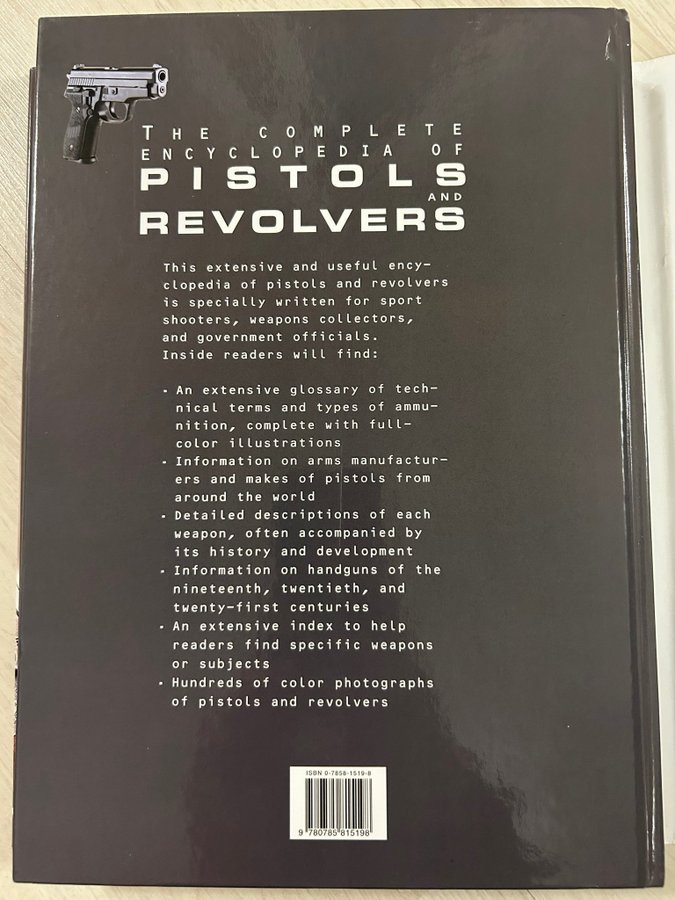 THE COMPLETE
ENCYCLOPEDIA OF
PISTOLS
AND
REVOLVERS
This extensive and useful ency-
clopedia of pistols and revolvers
is specially written for sport
shooters, weapons collectors,
and government officials.
Inside readers will find:
- An extensive glossary of tech-
nical terms and types of ammu-
nition, complete with full-
color illustrations
- Information on arms manufactur-
ers and makes of pistols from
around the world
- Detailed descriptions of each
weapon, often accompanied by
its history and development
- Information on handguns of the
nineteenth, twentieth, and
twenty-first centuries
- An extensive index to help
readers find specific weapons
or subjects
- Hundreds of color photographs
of pistols and revolvers
ISBN 0-7858-1519-8
9 780785 815198